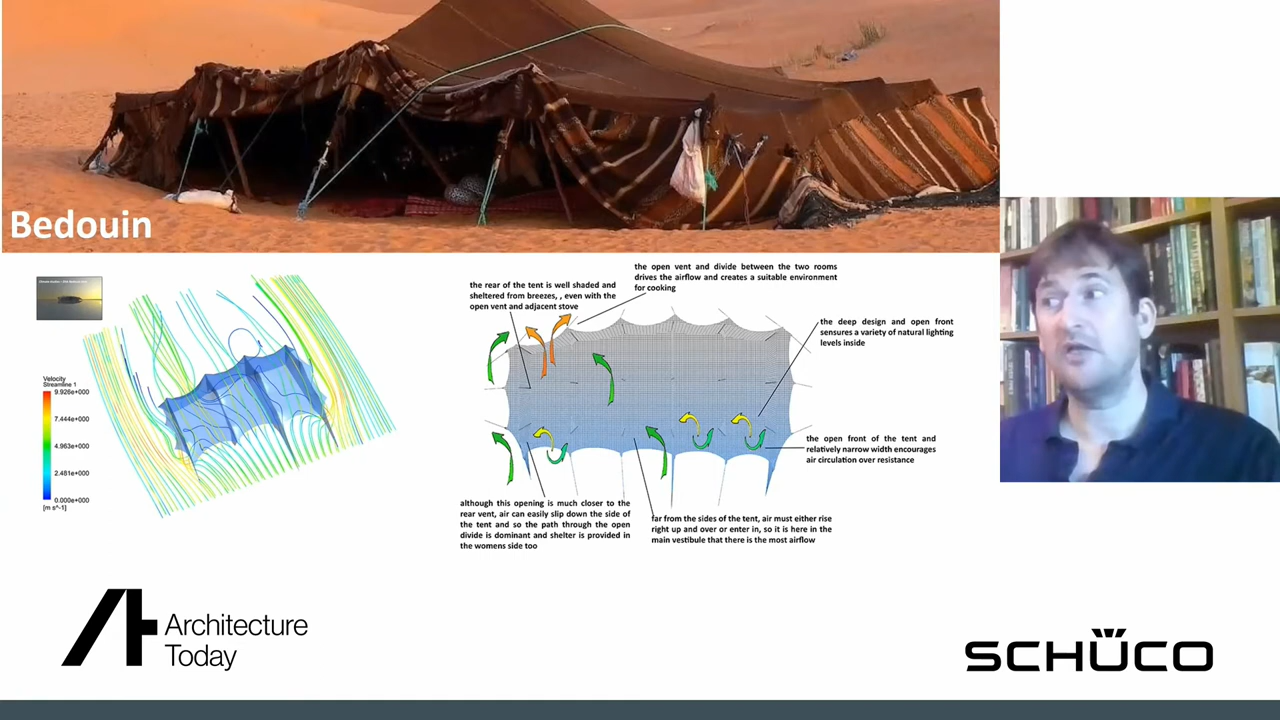 Bedouin
the open vent and divide between the two rooms
drives the airflow and creates a suitable environment
for cooking
the rear of the tent is well shaded and
sheltered from breezes, , even with the
open vent and adjacent stove
the deep design and open front
sensures a variety of natural lighting
levels inside
Velocity
Streamline 1
9.926e+000
7.444e+000
4.963e+000
2.481e+000
0.000e+000
[m s^-1]
the open front of the tent and
relatively narrow width encourages
air circulation over resistance
although this opening is much closer to the
rear vent, air can easily slip down the side of
the tent and so the path through the open
divide is dominant and shelter is provided in
the womens side too
far from the sides of the tent, air must either rise
right up and over or enter in, so it is here in the
main vestibule that there is the most airflow
Architecture
Today
SCHÜCO